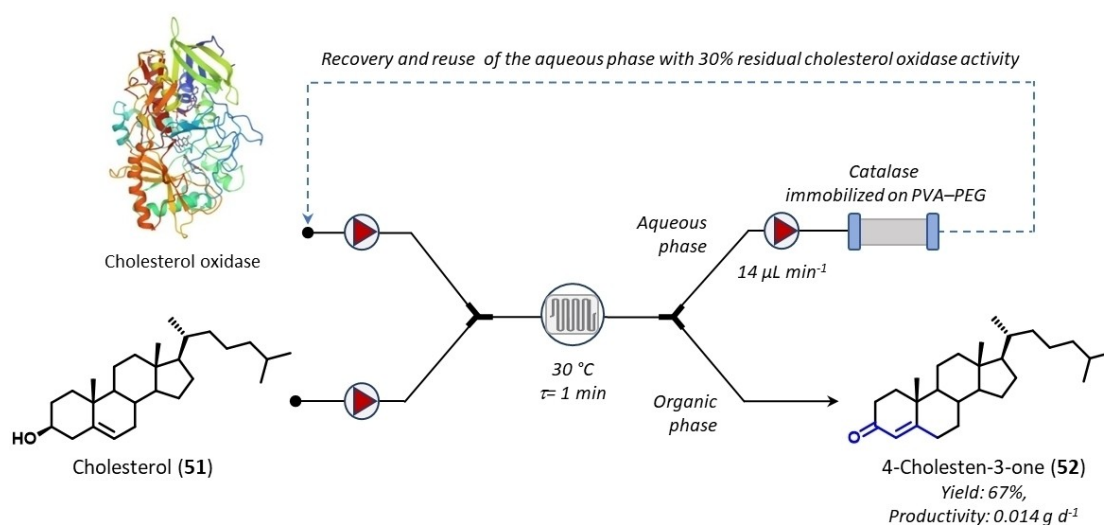 Recovery and reuse of the aqueous phase with 30% residual cholesterol oxidase activity
Cholesterol oxidase
Aqueous
phase
Catalase
immobilized on PVA–PEG
14 µL min-1
30 °C
τ= 1 min
Organic
phase
HO
Cholesterol (51)
O
4-Cholesten-3-one (52)
Yield: 67%,
Productivity: 0.014 g d-1